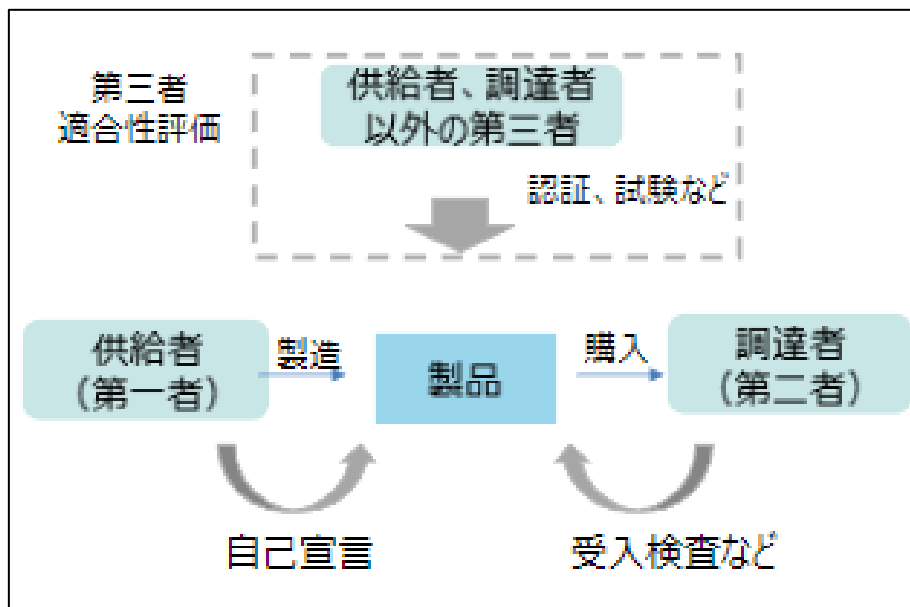 第三者
適合性評価
供給者、調達者
以外の第三者
認証、試験など
供給者
（第一者）
製造
製品
購入
調達者
（第二者）
自己宣言
受入検査など